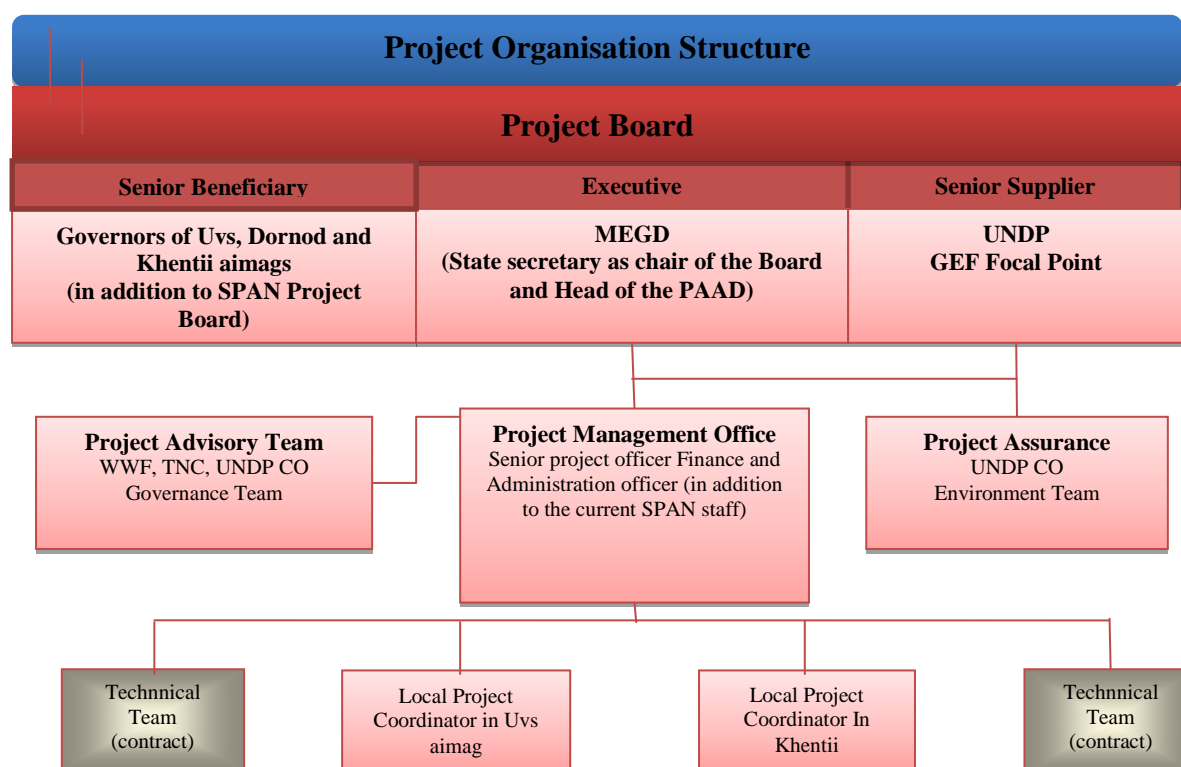 Project Organisation Structure
Project Board
Senior Beneficiary
Executive
Senior Supplier
Governors of Uvs, Dornod and
Khentii aimags
(in addition to SPAN Project
Board)
MEGD
(State secretary as chair of the Board
and Head of the PAAD)
UNDP
GEF Focal Point
Project Advisory Team
WWF, TNC, UNDP CO
Governance Team
Project Management Office
Senior project officer Finance and
Administration officer (in addition
to the current SPAN staff)
Project Assurance
UNDP CO
Environment Team
Technnical
Team
(contract)
Local Project
Coordinator in Uvs
aimag
Local Project
Coordinator In
Khentii
Technnical
Team
(contract)